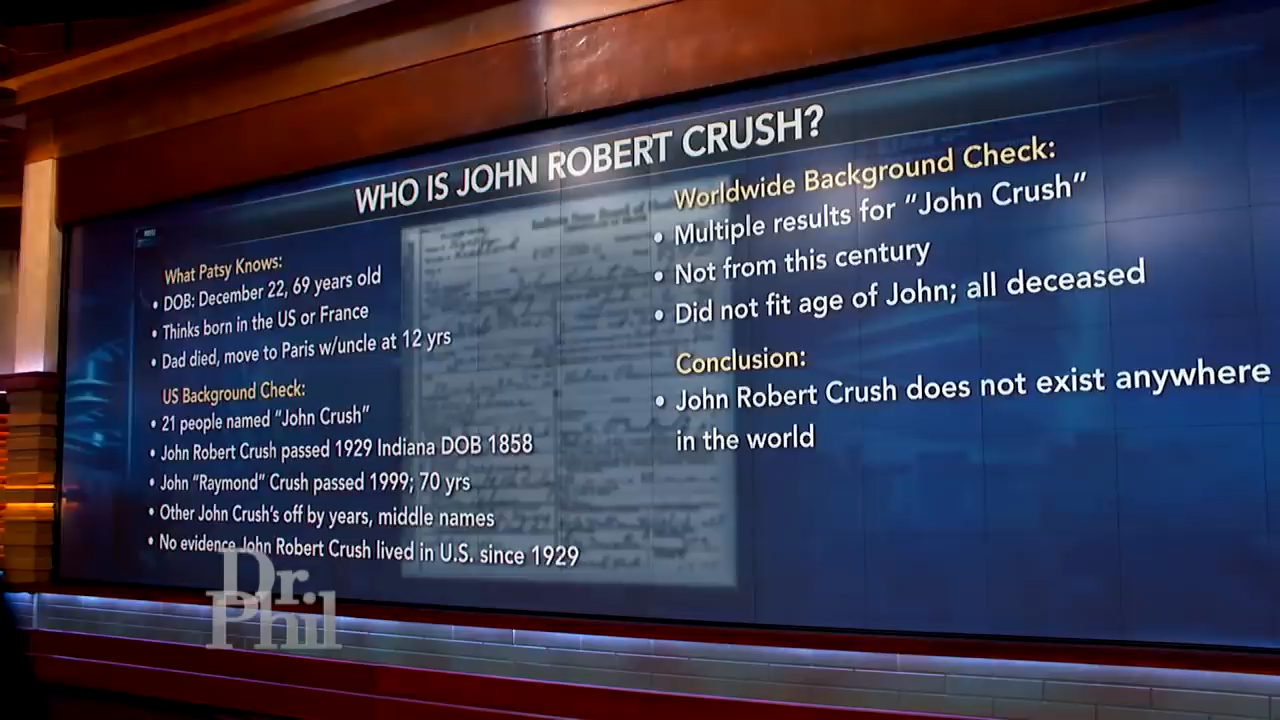 WHO IS JOHN ROBERT CRUSH?
What Patsy Knows:
• DOB: December 22, 69 years old
• Thinks born in the US or France
• Dad died, move to Paris w/uncle at 12 yrs
US Background Check:
• 21 people named "John Crush"
• John Robert Crush passed 1929 Indiana DOB 1858
• John "Raymond" Crush passed 1999; 70 yrs
• Other John Crush's off by years, middle names
• No evidence John Robert Crush lived in U.S. since 1929
Worldwide Background Check:
• Multiple results for "John Crush"
• Not from this century
• Did not fit age of John; all deceased
Conclusion:
• John Robert Crush does not exist anywhere
in the world
Dr.
Phil